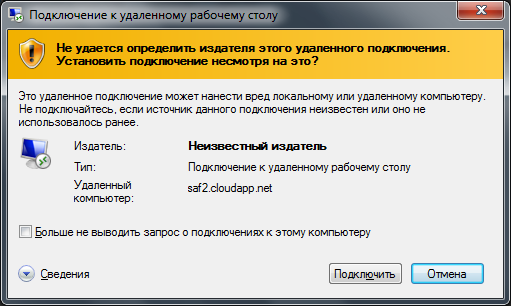 Подключение к удаленному рабочему столу
Не удается определить издателя этого удаленного подключения.
Установить подключение несмотря на это?
Это удаленное подключение может нанести вред локальному или удаленному компьютеру.
Не подключайтесь, если источник данного подключения неизвестен или оно не
использовалось ранее.
Издатель: Неизвестный издатель
Тип: Подключение к удаленному рабочему столу
Удаленный
компьютер: saf2.cloudapp.net
Больше не выводить запрос о подключениях к этому компьютеру
Сведения Подключить Отмена